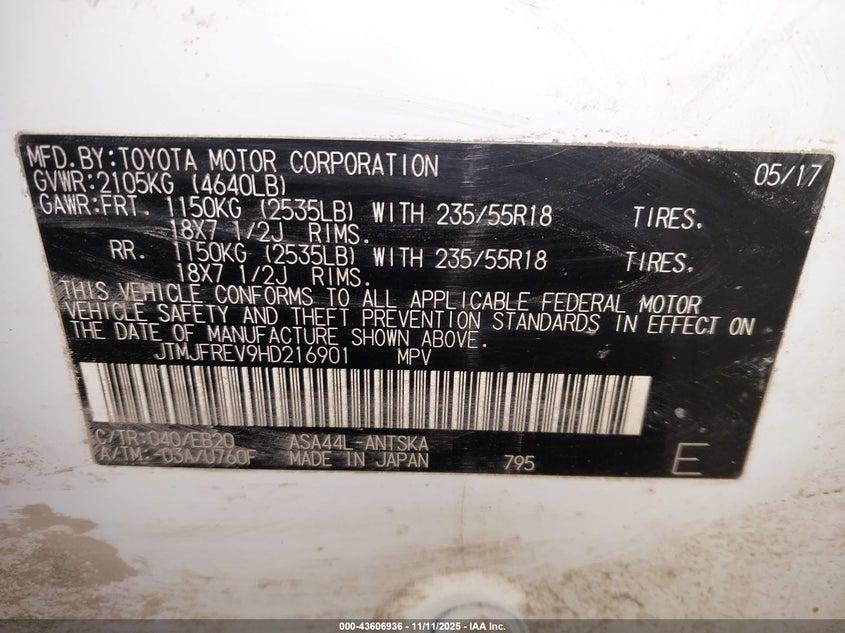 MFD.BY:TOYOTA MOTOR CORPORATION 05/17
GVWR:2105KG (4640LB)
GAWR:FRT. 1150KG (2535LB) WITH 235/55R18 TIRES.
18X7 1/2J RIMS.
RR. 1150KG (2535LB) WITH 235/55R18 TIRES.
18X7 1/2J RIMS.
THIS VEHICLE CONFORMS TO ALL APPLICABLE FEDERAL MOTOR
VEHICLE SAFETY AND THEFT PREVENTION STANDARDS IN EFFECT ON
THE DATE OF MANUFACTURE SHOWN ABOVE.
JTMJFREV9HD216901 MPV
C/TR:040/EB20 ASA44L-ANTSKA
A/TM:-03A/U760F MADE IN JAPAN 795 E
000-43606936 - 11/11/2025 - IAA Inc.